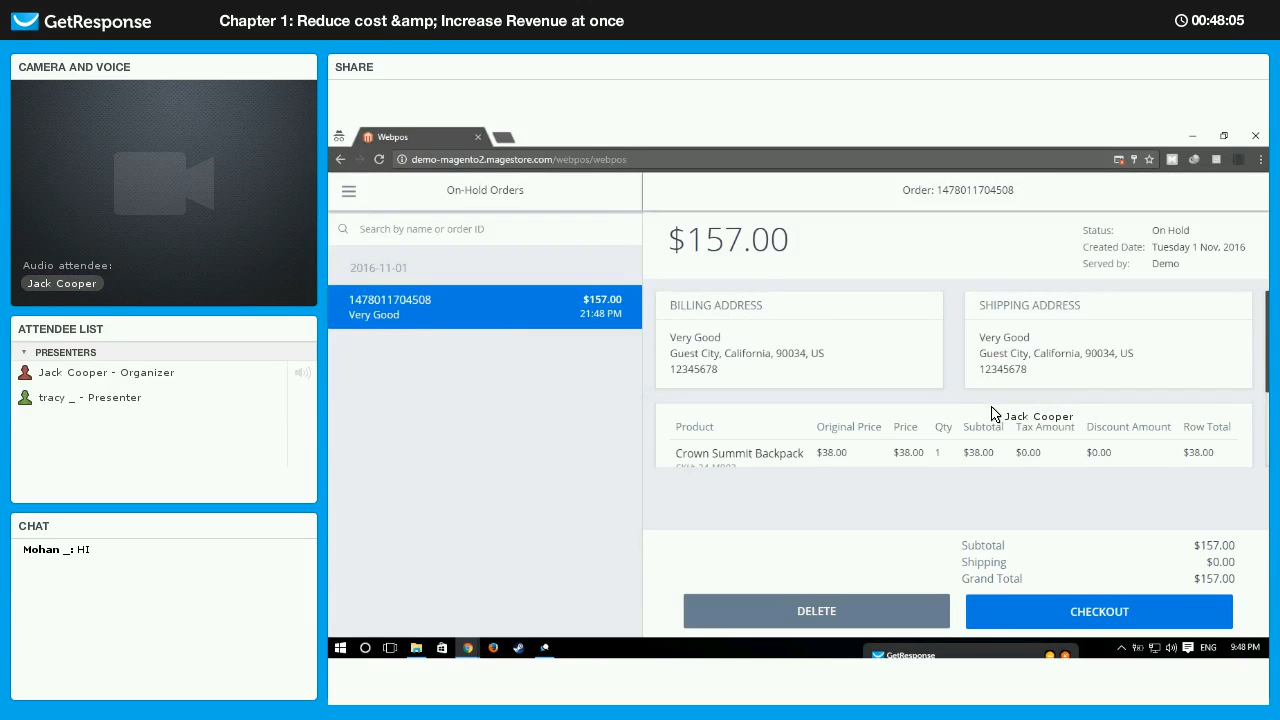 GetResponse
Chapter 1: Reduce cost &amp; Increase Revenue at once
00:48:05
CAMERA AND VOICE
Audio attendee:
Jack Cooper
ATTENDEE LIST
PRESENTERS
Jack Cooper - Organizer
tracy _ - Presenter
CHAT
Mohan _: HI
SHARE
Webpos
demo-magento2.magestore.com/webpos/webpos
On-Hold Orders
Order: 1478011704508
Search by name or order ID
2016-11-01
1478011704508 $157.00
Very Good 21:48 PM
$157.00
Status: On Hold
Created Date: Tuesday 1 Nov, 2016
Served by: Demo
BILLING ADDRESS
Very Good
Guest City, California, 90034, US
12345678
SHIPPING ADDRESS
Very Good
Guest City, California, 90034, US
12345678
Jack Cooper
Product Original Price Price Qty Subtotal Tax Amount Discount Amount Row Total
Crown Summit Backpack $38.00 $38.00 1 $38.00 $0.00 $0.00 $38.00
Subtotal $157.00
Shipping $0.00
Grand Total $157.00
DELETE
CHECKOUT
GetResponse
ENG
9:48 PM